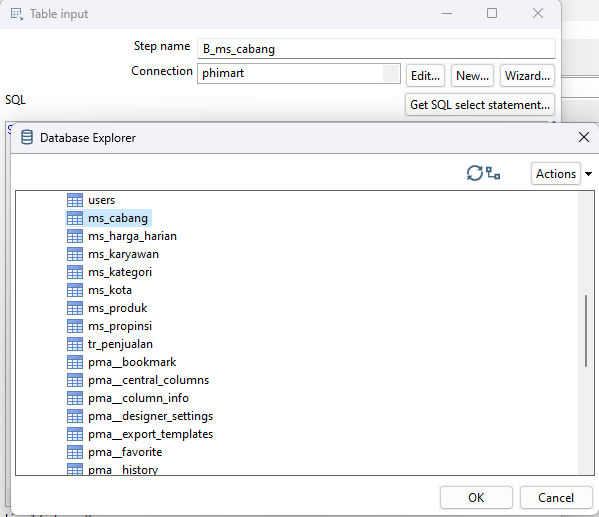 Table input
Step name B_ms_cabang
Connection phimart Edit... New... Wizard...
SQL Get SQL select statement...
Database Explorer
Actions
users
ms_cabang
ms_harga_harian
ms_karyawan
ms_kategori
ms_kota
ms_produk
ms_propinsi
tr_penjualan
pma__bookmark
pma__central_columns
pma__column_info
pma__designer_settings
pma__export_templates
pma__favorite
pma__history
OK Cancel